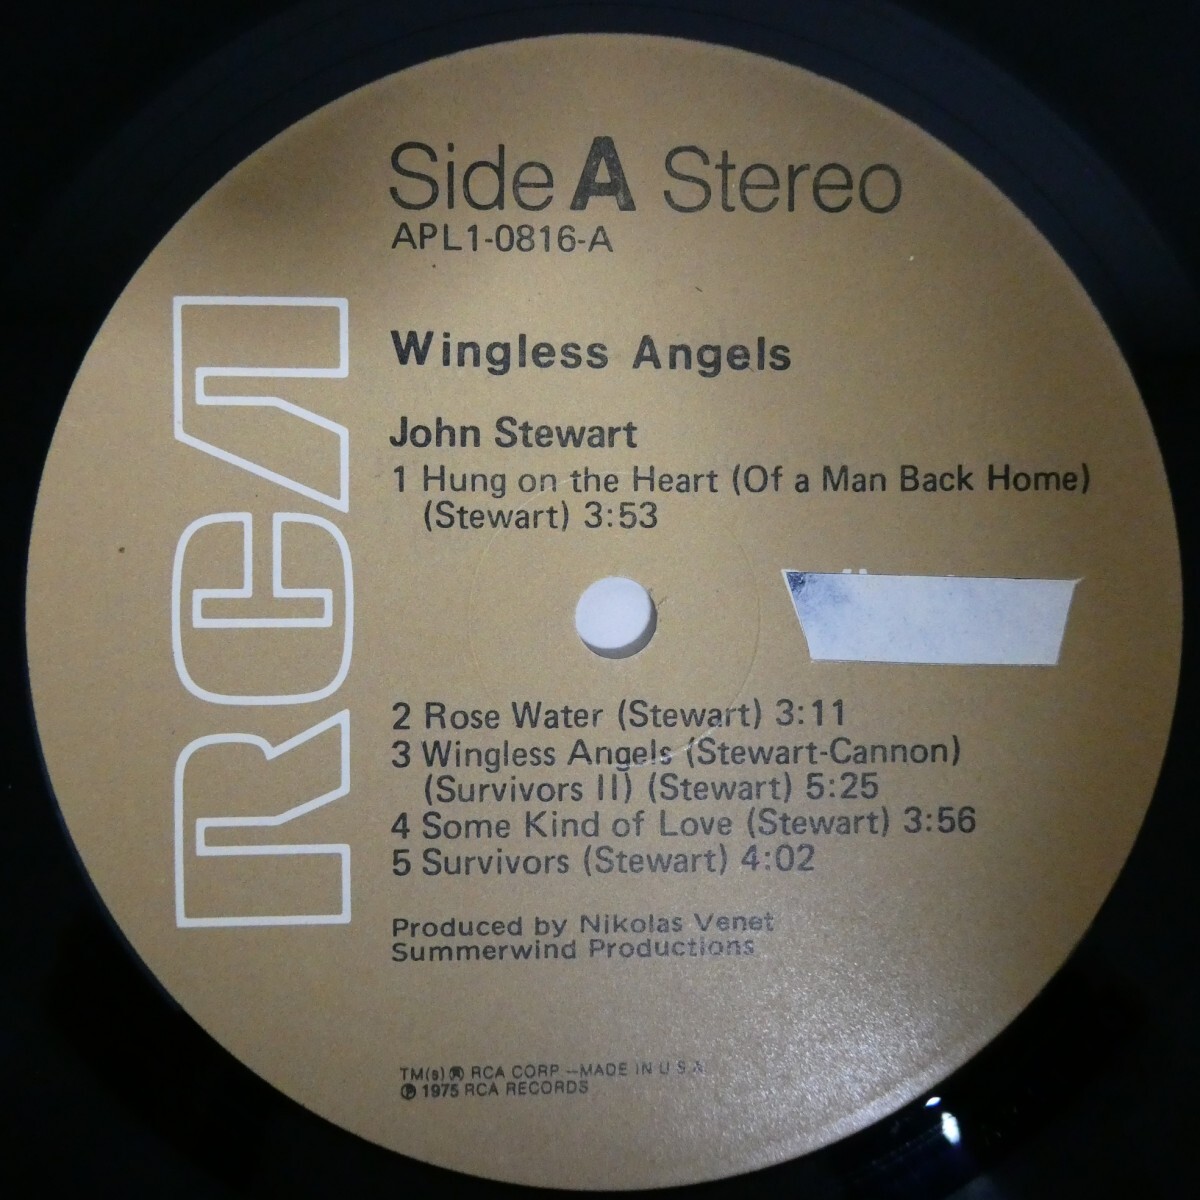 Side A Stereo
APL1-0816-A
RCA
Wingless Angels
John Stewart
1 Hung on the Heart (Of a Man Back Home)
(Stewart) 3:53
2 Rose Water (Stewart) 3:11
3 Wingless Angels (Stewart-Cannon)
(Survivors II) (Stewart) 5:25
4 Some Kind of Love (Stewart) 3:56
5 Survivors (Stewart) 4:02
Produced by Nikolas Venet
Summerwind Productions
TM(s) ® RCA CORP —MADE IN U S A
℗ 1975 RCA RECORDS